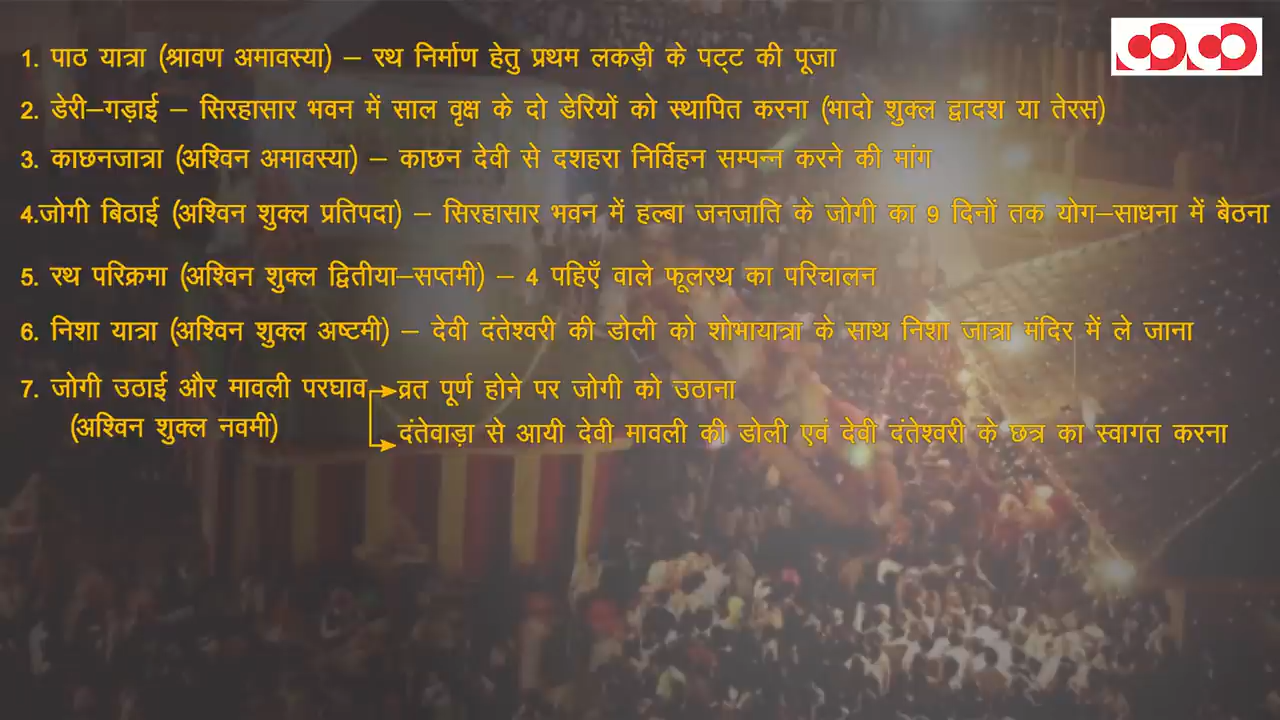 1. पाठ यात्रा (श्रावण अमावस्या) – रथ निर्माण हेतु प्रथम लकड़ी के पट्ट की पूजा
2. डेरी–गड़ाई – सिरहासार भवन में साल वृक्ष के दो डेरियों को स्थापित करना (भादो शुक्ल द्वादश या तेरस)
3. काछनजात्रा (अश्विन अमावस्या) – काछन देवी से दशहरा निर्विहन सम्पन्न करने की मांग
4.जोगी बिठाई (अश्विन शुक्ल प्रतिपदा) – सिरहासार भवन में हल्बा जनजाति के जोगी का 9 दिनों तक योग–साधना में बैठना
5. रथ परिक्रमा (अश्विन शुक्ल द्वितीया–सप्तमी) – 4 पहिएँ वाले फूलरथ का परिचालन
6. निशा यात्रा (अश्विन शुक्ल अष्टमी) – देवी दंतेश्वरी की डोली को शोभायात्रा के साथ निशा जात्रा मंदिर में ले जाना
7. जोगी उठाई और मावली परघाव व्रत पूर्ण होने पर जोगी को उठाना
(अश्विन शुक्ल नवमी) दंतेवाड़ा से आयी देवी मावली की डोली एवं देवी दंतेश्वरी के छत्र का स्वागत करना